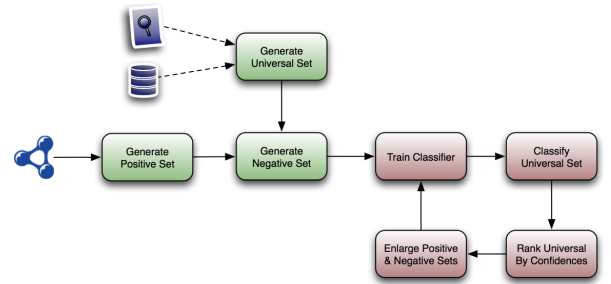 Generate
Universal Set
Generate
Positive Set
Generate
Negative Set
Train Classifier
Classify
Universal Set
Enlarge Positive
& Negative Sets
Rank Universal
By Confidences